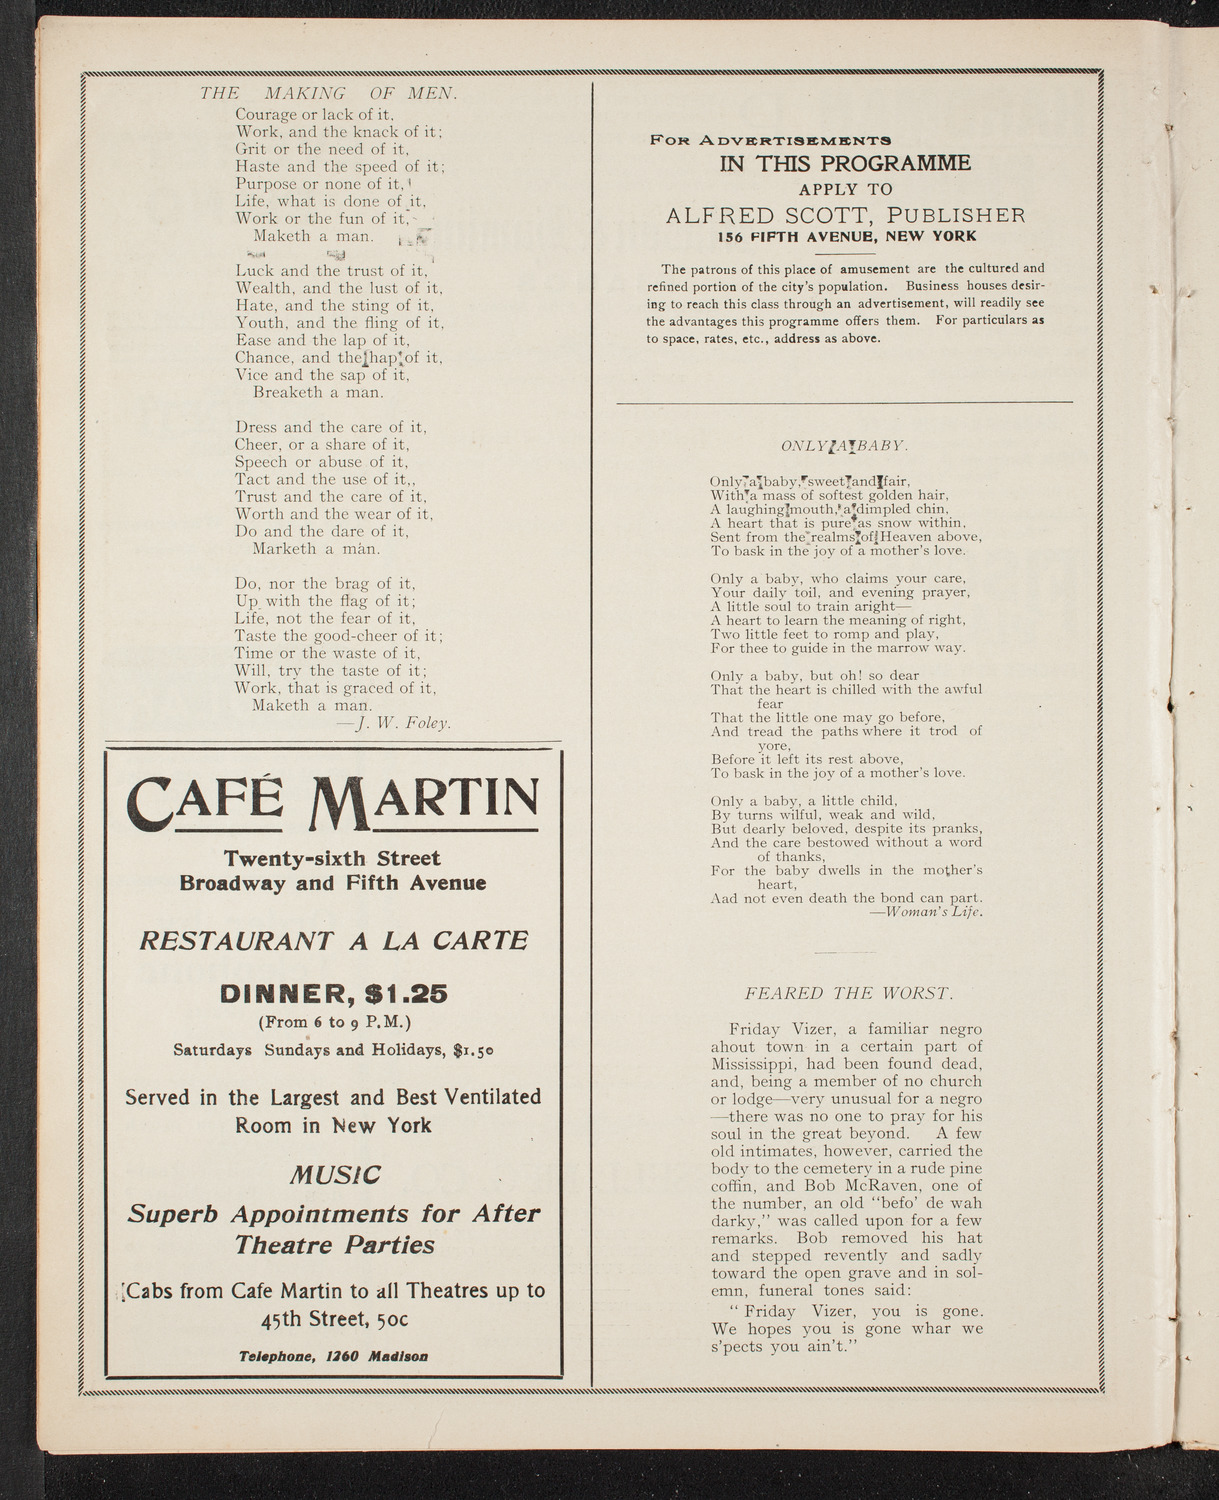 THE MAKING OF MEN.
Courage or lack of it,
Work, and the knack of it;
Grit or the need of it,
Haste and the speed of it;
Purpose or none of it,
Life, what is done of it,
Work or the fun of it,
Maketh a man.
Luck and the trust of it,
Wealth, and the lust of it,
Hate, and the sting of it,
Youth, and the fling of it,
Ease and the lap of it,
Chance, and the hap of it,
Vice and the sap of it,
Breaketh a man.
Dress and the care of it,
Cheer, or a share of it,
Speech or abuse of it,
Tact and the use of it,,
Trust and the care of it,
Worth and the wear of it,
Do and the dare of it,
Marketh a man.
Do, nor the brag of it,
Up with the flag of it;
Life, not the fear of it,
Taste the good-cheer of it;
Time or the waste of it,
Will, try the taste of it;
Work, that is graced of it,
Maketh a man.
—J. W. Foley.
CAFÉ MARTIN
Twenty-sixth Street
Broadway and Fifth Avenue
RESTAURANT A LA CARTE
DINNER, $1.25
(From 6 to 9 P.M.)
Saturdays Sundays and Holidays, $1.50
Served in the Largest and Best Ventilated
Room in New York
MUSIC
Superb Appointments for After
Theatre Parties
Cabs from Cafe Martin to all Theatres up to
45th Street, 50c
Telephone, 1260 Madison
FOR ADVERTISEMENTS
IN THIS PROGRAMME
APPLY TO
ALFRED SCOTT, PUBLISHER
156 FIFTH AVENUE, NEW YORK
The patrons of this place of amusement are the cultured and
refined portion of the city's population. Business houses desir-
ing to reach this class through an advertisement, will readily see
the advantages this programme offers them. For particulars as
to space, rates, etc., address as above.
ONLY A BABY.
Only a baby, sweet and fair,
With a mass of softest golden hair,
A laughing mouth, a dimpled chin,
A heart that is pure as snow within,
Sent from the realms of Heaven above,
To bask in the joy of a mother's love.
Only a baby, who claims your care,
Your daily toil, and evening prayer,
A little soul to train aright—
A heart to learn the meaning of right,
Two little feet to romp and play,
For thee to guide in the marrow way.
Only a baby, but oh! so dear
That the heart is chilled with the awful
fear
That the little one may go before,
And tread the paths where it trod of
yore,
Before it left its rest above,
To bask in the joy of a mother's love.
Only a baby, a little child,
By turns wilful, weak and wild,
But dearly beloved, despite its pranks,
And the care bestowed without a word
of thanks,
For the baby dwells in the mother's
heart,
Aad not even death the bond can part.
—Woman's Life.
FEARED THE WORST.
Friday Vizer, a familiar negro
ahout town in a certain part of
Mississippi, had been found dead,
and, being a member of no church
or lodge—very unusual for a negro
—there was no one to pray for his
soul in the great beyond. A few
old intimates, however, carried the
body to the cemetery in a rude pine
coffin, and Bob McRaven, one of
the number, an old "befo' de wah
darky," was called upon for a few
remarks. Bob removed his hat
and stepped revently and sadly
toward the open grave and in sol-
emn, funeral tones said:
" Friday Vizer, you is gone.
We hopes you is gone whar we
s'pects you ain't."